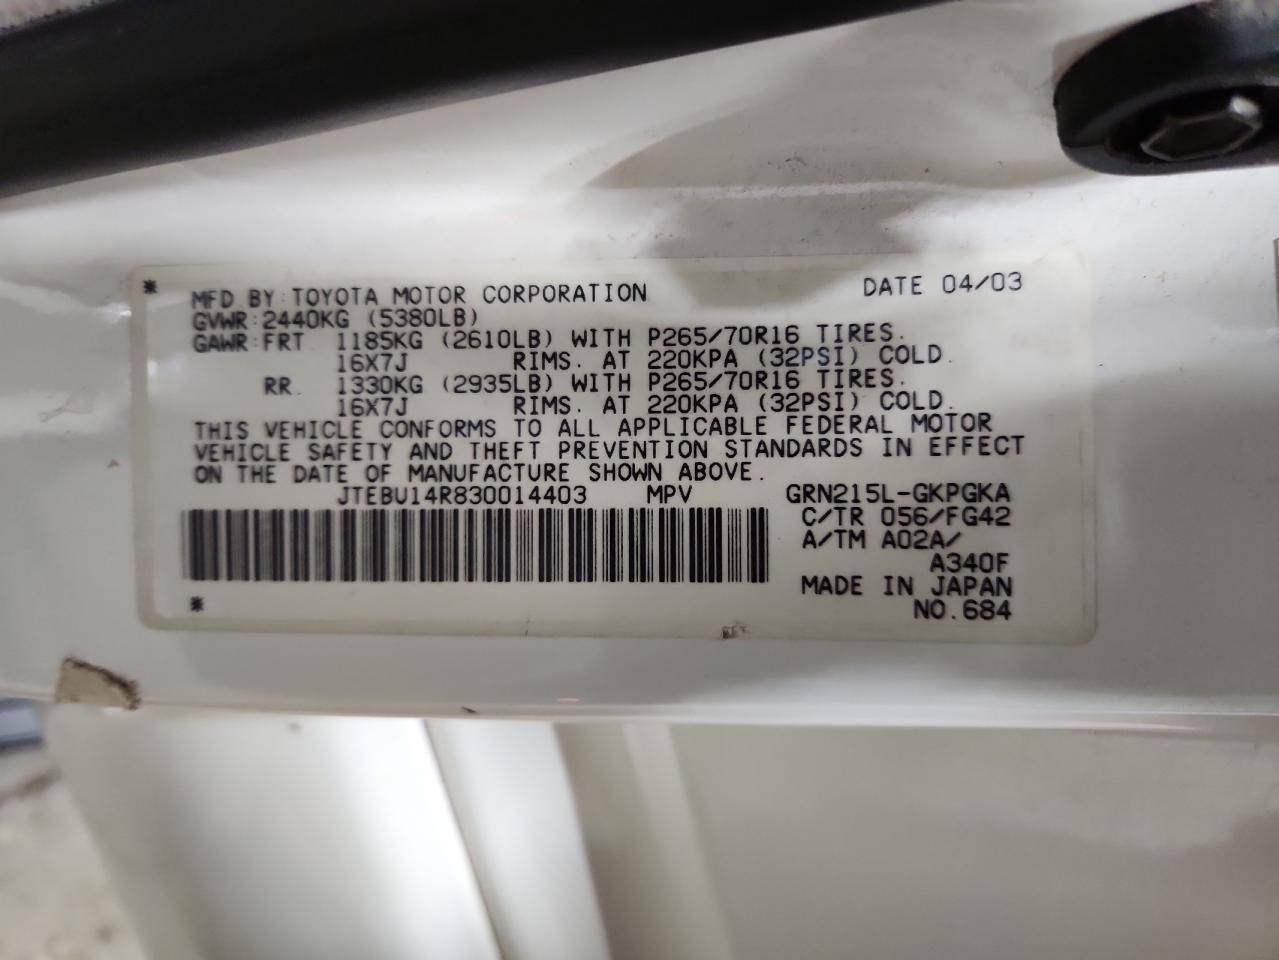 * MFD. BY: TOYOTA MOTOR CORPORATION DATE 04/03
GVWR: 2440KG (5380LB)
GAWR: FRT 1185KG (2610LB) WITH P265/70R16 TIRES.
16X7J RIMS. AT 220KPA (32PSI) COLD.
RR. 1330KG (2935LB) WITH P265/70R16 TIRES.
16X7J RIMS. AT 220KPA (32PSI) COLD.
THIS VEHICLE CONFORMS TO ALL APPLICABLE FEDERAL MOTOR
VEHICLE SAFETY AND THEFT PREVENTION STANDARDS IN EFFECT
ON THE DATE OF MANUFACTURE SHOWN ABOVE.
JTEBU14R830014403 MPV GRN215L-GKPGKA
C/TR 056/FG42
A/TM A02A/
A340F
MADE IN JAPAN
* NO.684